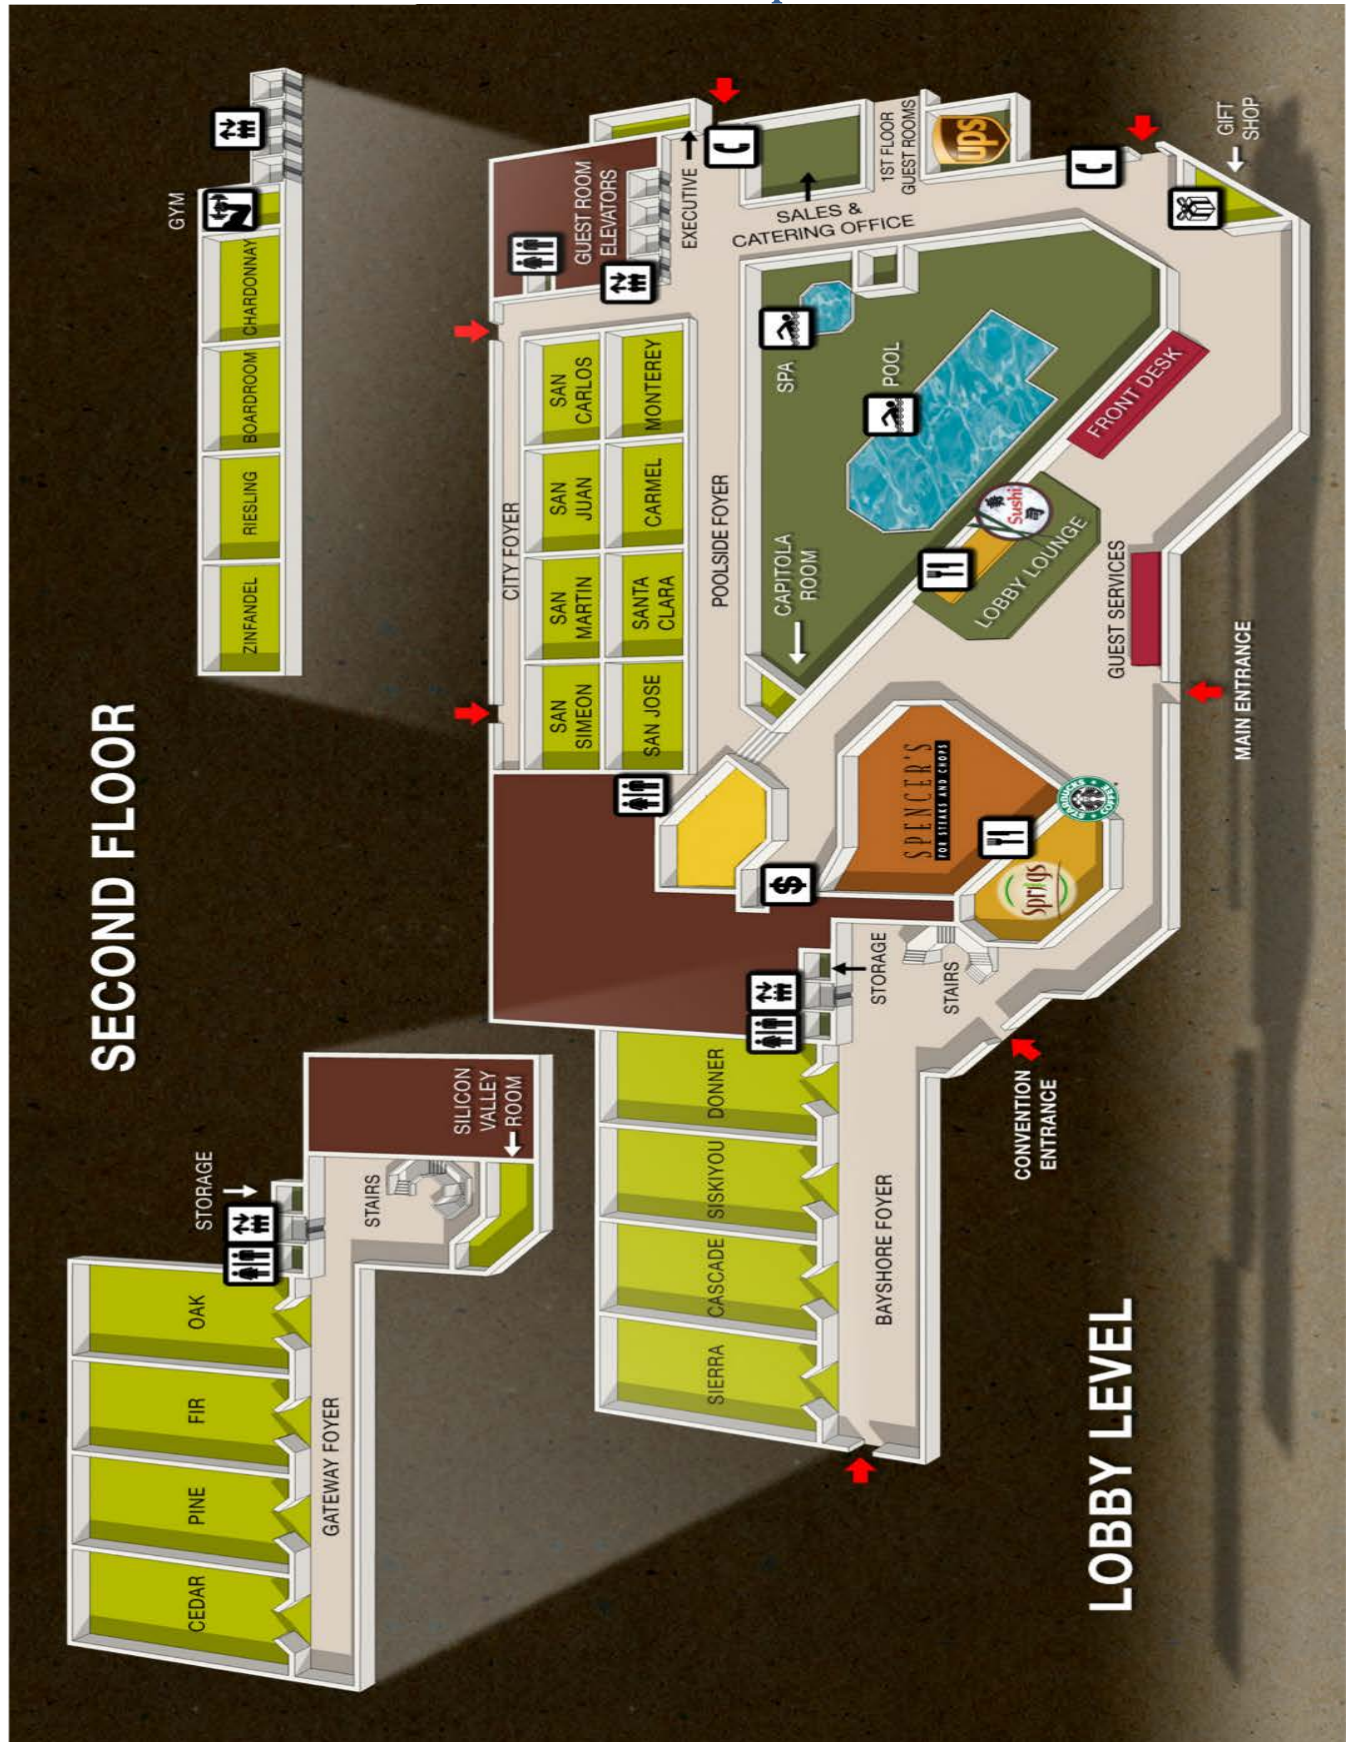 SECOND FLOOR
CEDAR
PINE
FIR
OAK
STORAGE
GATEWAY FOYER
STAIRS
SILICON
VALLEY
ROOM
ZINFANDEL
RIESLING
BOARDROOM
CHARDONNAY
GYM
LOBBY LEVEL
SIERRA
CASCADE
SISKIYOU
DONNER
BAYSHORE FOYER
CONVENTION
ENTRANCE
STORAGE
STAIRS
$
Sprigs
SPENCER'S
FOR STEAKS AND CHOPS
STARBUCKS
COFFEE
CITY FOYER
SAN
SIMEON
SAN
MARTIN
SAN
JUAN
SAN
CARLOS
SAN JOSE
SANTA
CLARA
CARMEL
MONTEREY
POOLSIDE FOYER
CAPITOLA
ROOM
GUEST ROOM
ELEVATORS
EXECUTIVE
SALES &
CATERING OFFICE
1ST FLOOR
GUEST ROOMS
ups
SPA
POOL
寿
Sushi
司
LOBBY LOUNGE
FRONT DESK
GUEST SERVICES
MAIN ENTRANCE
GIFT
SHOP